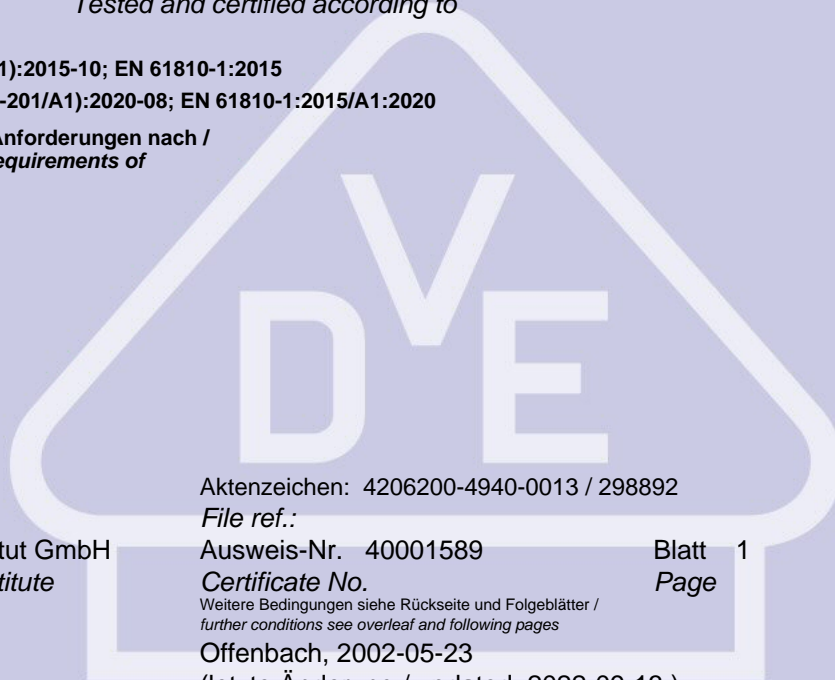 Tested and certified according to
1):2015-10; EN 61810-1:2015
-201/A1):2020-08; EN 61810-1:2015/A1:2020
Anforderungen nach /
equirements of
V
D E
Aktenzeichen: 4206200-4940-0013 / 298892
File ref.:
tut GmbH Ausweis-Nr. 40001589 Blatt 1
titute Certificate No. Page
Weitere Bedingungen siehe Rückseite und Folgeblätter /
further conditions see overleaf and following pages
Offenbach, 2002-05-23
(letzte Änderung / updated